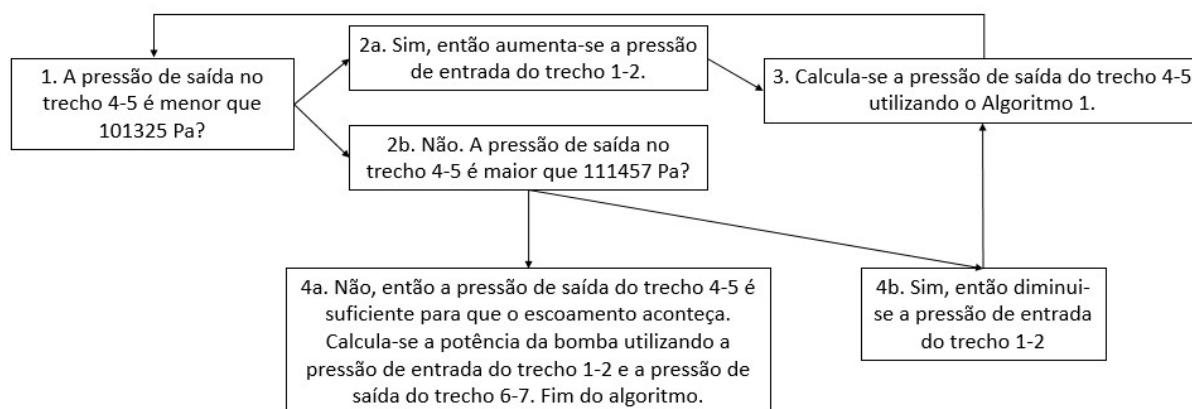 1. A pressão de saída no
trecho 4-5 é menor que
101325 Pa?
2a. Sim, então aumenta-se a pressão
de entrada do trecho 1-2.
2b. Não. A pressão de saída no
trecho 4-5 é maior que 111457 Pa?
3. Calcula-se a pressão de saída do trecho 4-5
utilizando o Algoritmo 1.
4a. Não, então a pressão de saída do trecho 4-5 é
suficiente para que o escoamento aconteça.
Calcula-se a potência da bomba utilizando a
pressão de entrada do trecho 1-2 e a pressão de
saída do trecho 6-7. Fim do algoritmo.
4b. Sim, então diminui-
se a pressão de entrada
do trecho 1-2